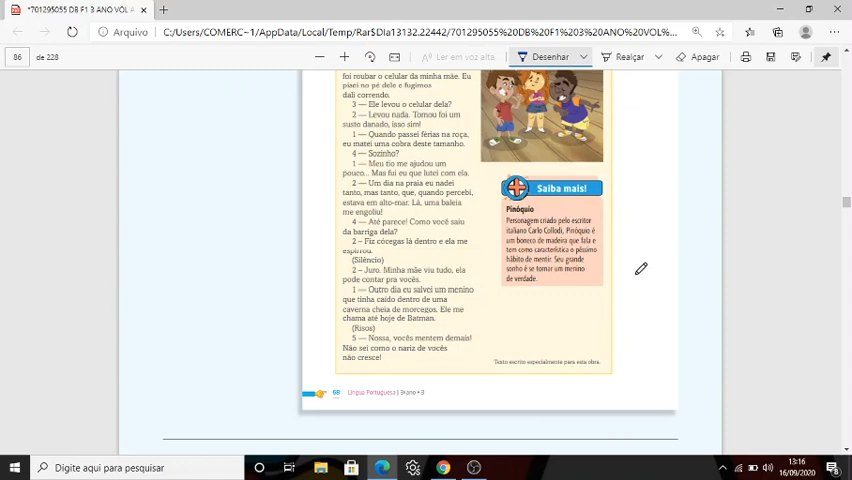 *701295055 DB F1 3 ANO VOL A
Arquivo
C:/Users/COMERC~1/AppData/Local/Temp/Rar$DIa13132.22442/701295055%20DB%20F1%203%20ANO%20VOL%...
86
de 228
Ler em voz alta
Desenhar
Realçar
Apagar
foi roubar o celular da minha mãe. Eu
pisei no pé dele e fugimos
dali correndo.
3 — Ele levou o celular dela?
2 — Levou nada. Tomou foi um
susto danado, isso sim!
1 — Quando passei férias na roça,
eu matei uma cobra deste tamanho.
4 — Sozinho?
1 — Meu tio me ajudou um
pouco... Mas fui eu que lutei com ela.
2 — Um dia na praia eu nadei
tanto, mas tanto, que, quando percebi,
estava em alto-mar. Lá, uma baleia
me engoliu!
4 — Até parece! Como você saiu
da barriga dela?
2 – Fiz cócegas lá dentro e ela me
espirrou.
(Silêncio)
2 – Juro. Minha mãe viu tudo, ela
pode contar pra vocês.
1 — Outro dia eu salvei um menino
que tinha caído dentro de uma
caverna cheia de morcegos. Ele me
chama até hoje de Batman.
(Risos)
5 — Nossa, vocês mentem demais!
Não sei como o nariz de vocês
não cresce!
Saiba mais!
Pinóquio
Personagem criado pelo escritor
italiano Carlo Collodi, Pinóquio é
um boneco de madeira que fala e
tem como característica o péssimo
hábito de mentir. Seu grande
sonho é se tornar um menino
de verdade.
Texto escrito especialmente para esta obra.
68 Língua Portuguesa | 3º ano • 3
Digite aqui para pesquisar
13:16
16/09/2020